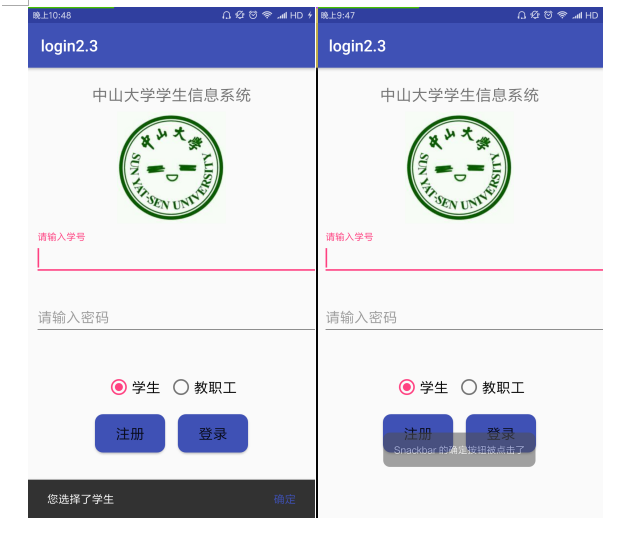 晚上10:48
HD
login2.3
中山大学学生信息系统
中山大学
SUN YAT-SEN UNIVERSITY
请输入学号
请输入密码
学生
教职工
注册
登录
您选择了学生
确定
晚上9:47
HD
login2.3
中山大学学生信息系统
中山大学
SUN YAT-SEN UNIVERSITY
请输入学号
请输入密码
学生
教职工
注册
登录
Snackbar 的确定按钮被点击了